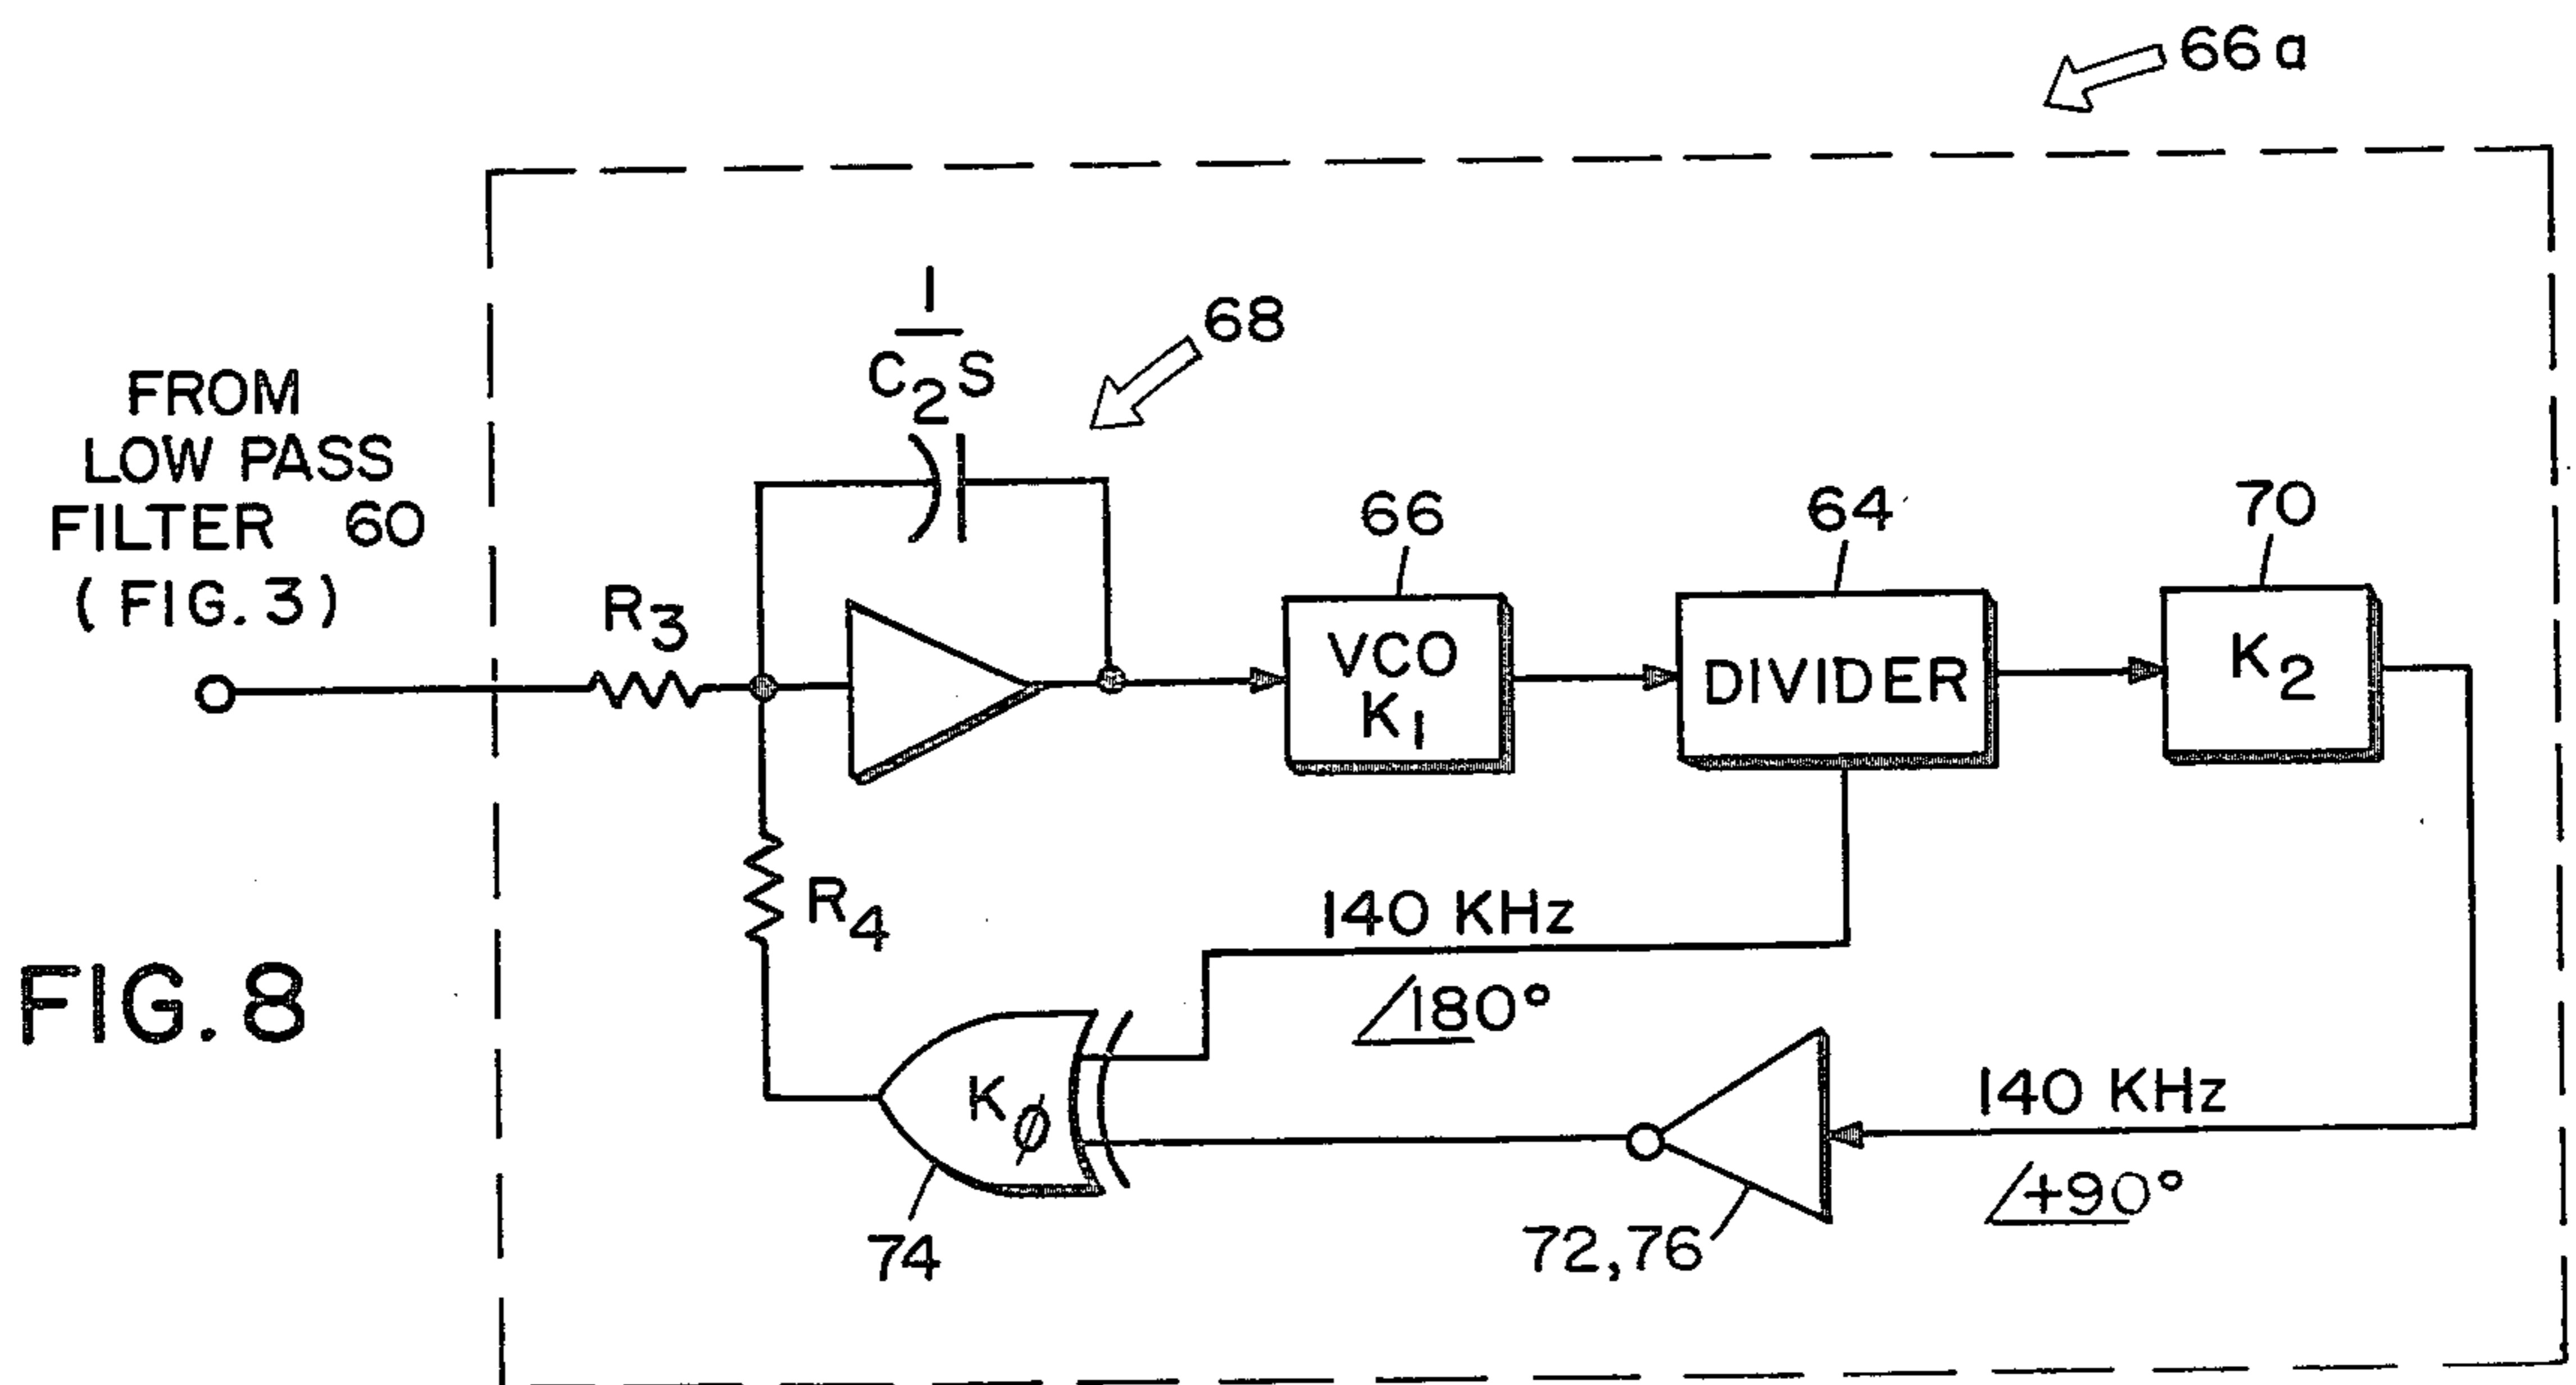 66a
1
C2S
68
FROM
LOW PASS
FILTER 60
(FIG. 3)
R3
66
VCO
K1
64
DIVIDER
70
K2
R4
140 KHz
180°
Kφ
140 KHz
+90°
74
72,76
FIG. 8